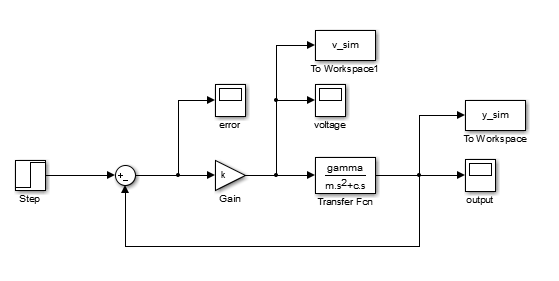 v_sim
To Workspace1
y_sim
error
voltage
To Workspace
+
-
k
gamma
m.s²+c.s
Step
Gain
Transfer Fcn
output